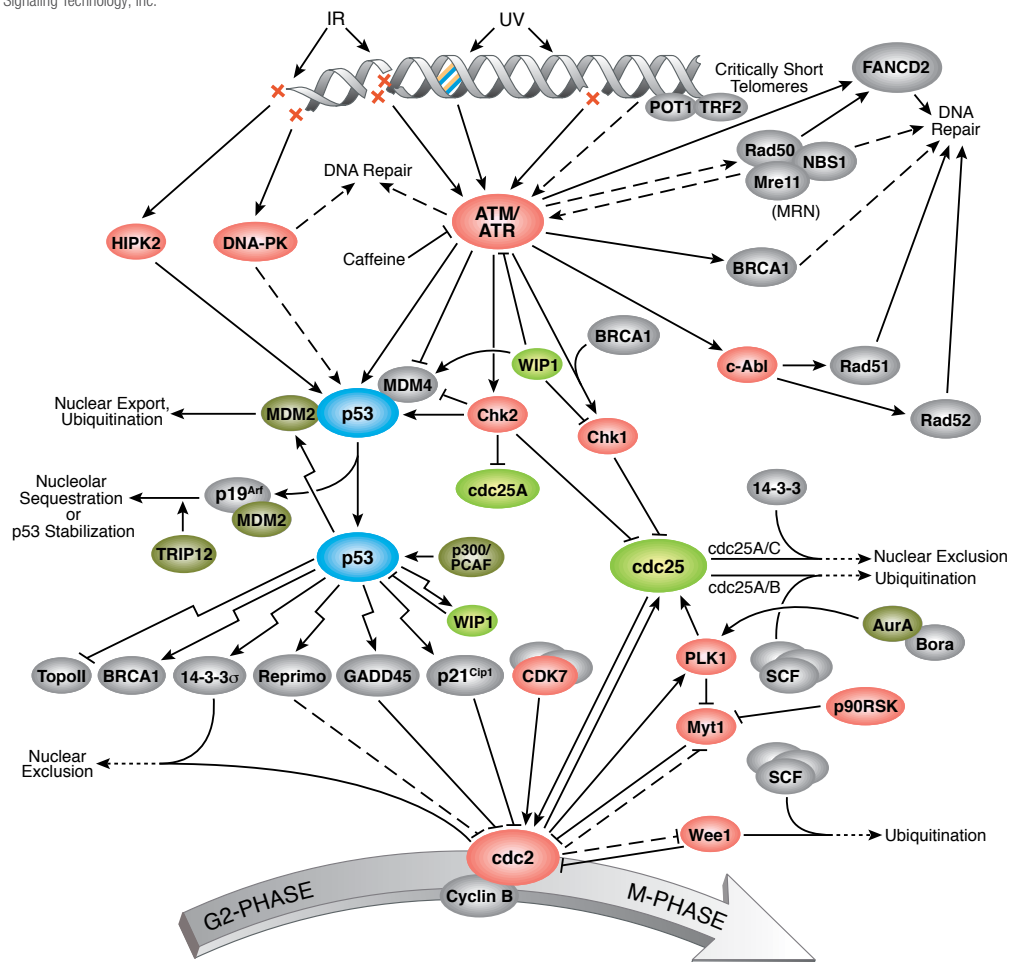 Signaling Technology, Inc.
IR
UV
Critically Short
Telomeres
FANCD2
POT1
TRF2
DNA
Repair
Rad50
NBS1
Mre11
(MRN)
DNA Repair
ATM/
ATR
HIPK2
DNA-PK
Caffeine
BRCA1
BRCA1
WIP1
c-Abl
Rad51
MDM4
Nuclear Export,
Ubiquitination
MDM2
p53
Chk2
Chk1
Rad52
Nucleolar
Sequestration
or
p53 Stabilization
p19Arf
MDM2
cdc25A
14-3-3
TRIP12
p53
p300/
PCAF
cdc25
cdc25A/C
Nuclear Exclusion
cdc25A/B
Ubiquitination
WIP1
AurA
Bora
TopoII
BRCA1
14-3-3σ
Reprimo
GADD45
p21Cip1
CDK7
PLK1
SCF
Myt1
p90RSK
Nuclear
Exclusion
SCF
Wee1
Ubiquitination
cdc2
Cyclin B
G2-PHASE
M-PHASE